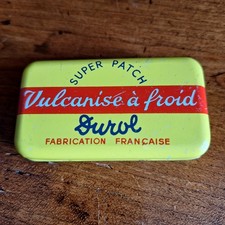 SUPER PATCH
Vulcanise à froid
Durol
FABRICATION FRANÇAISE